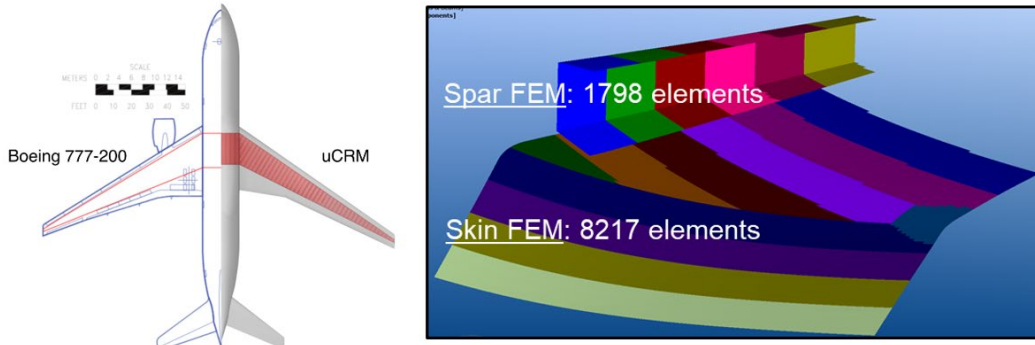 SCALE
METERS 0 2 4 6 8 10 12 14
FEET 0 10 20 30 40 50
Boeing 777-200
uCRM
ponents]
Spar FEM: 1798 elements
Skin FEM: 8217 elements